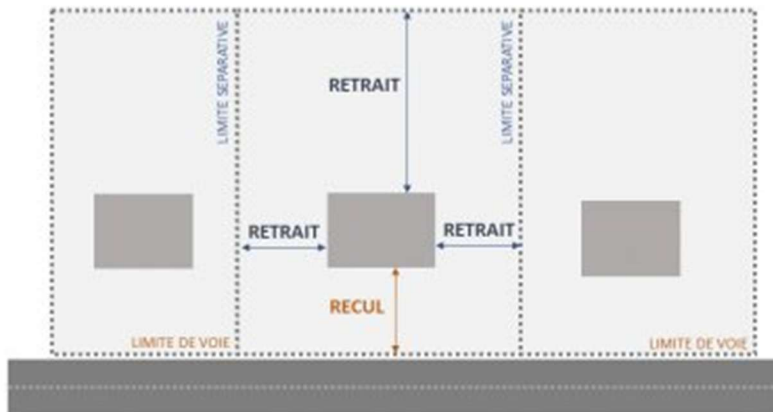 LIMITE SEPARATIVE
RETRAIT
LIMITE SEPARATIVE
RETRAIT
RETRAIT
RECUL
LIMITE DE VOIE
LIMITE DE VOIE